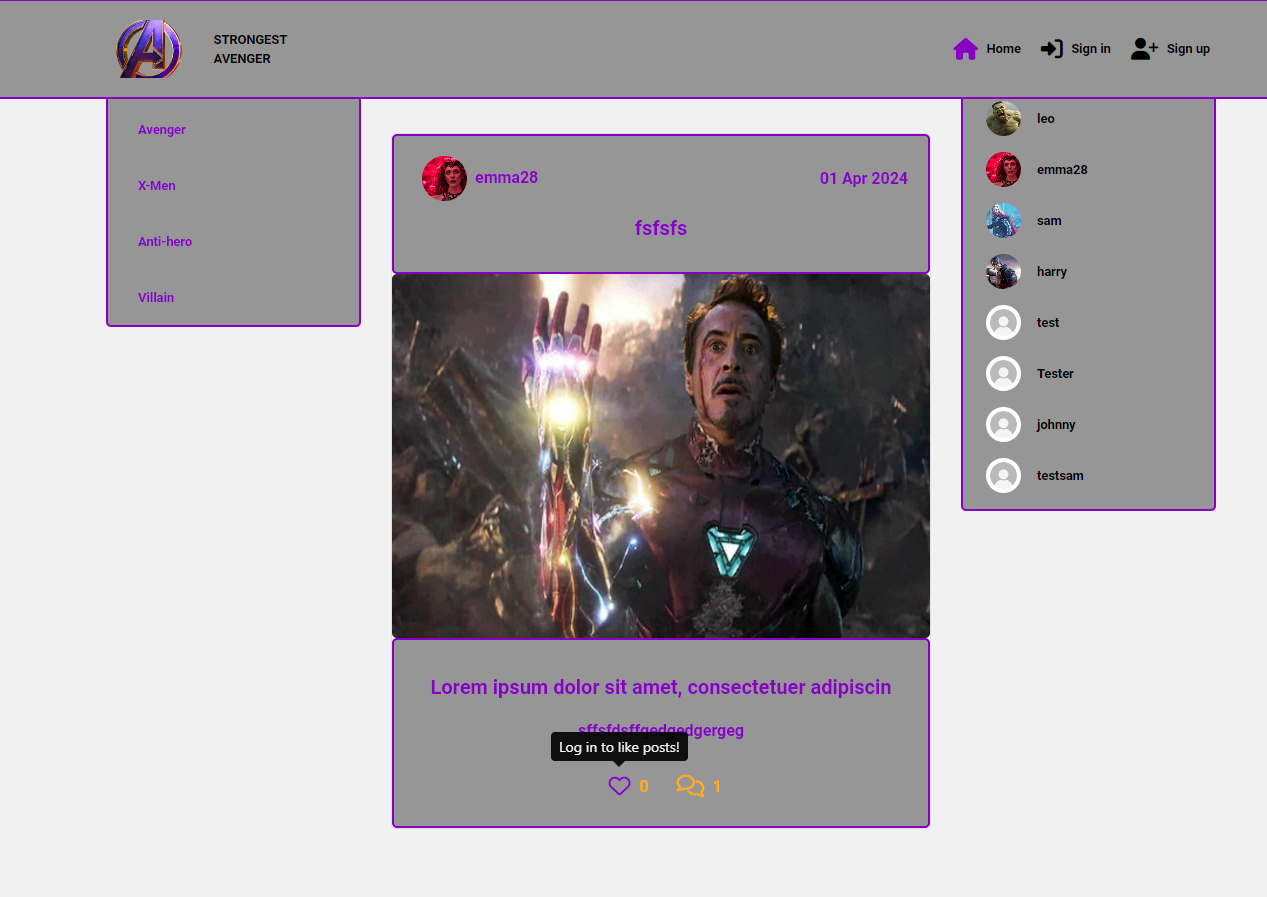 STRONGEST
AVENGER
Home
Sign in
Sign up
Avenger
X-Men
Anti-hero
Villain
emma28
01 Apr 2024
fsfsfs
Lorem ipsum dolor sit amet, consectetuer adipiscin
Log in to like posts!
0
1
leo
emma28
sam
harry
test
Tester
johnny
testsam